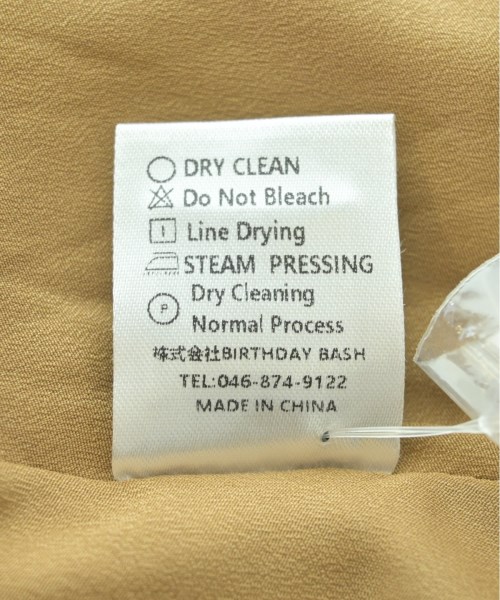 DRY CLEAN
Do Not Bleach
Line Drying
STEAM PRESSING
P Dry Cleaning
Normal Process
株式会社BIRTHDAY BASH
TEL:046-874-9122
MADE IN CHINA